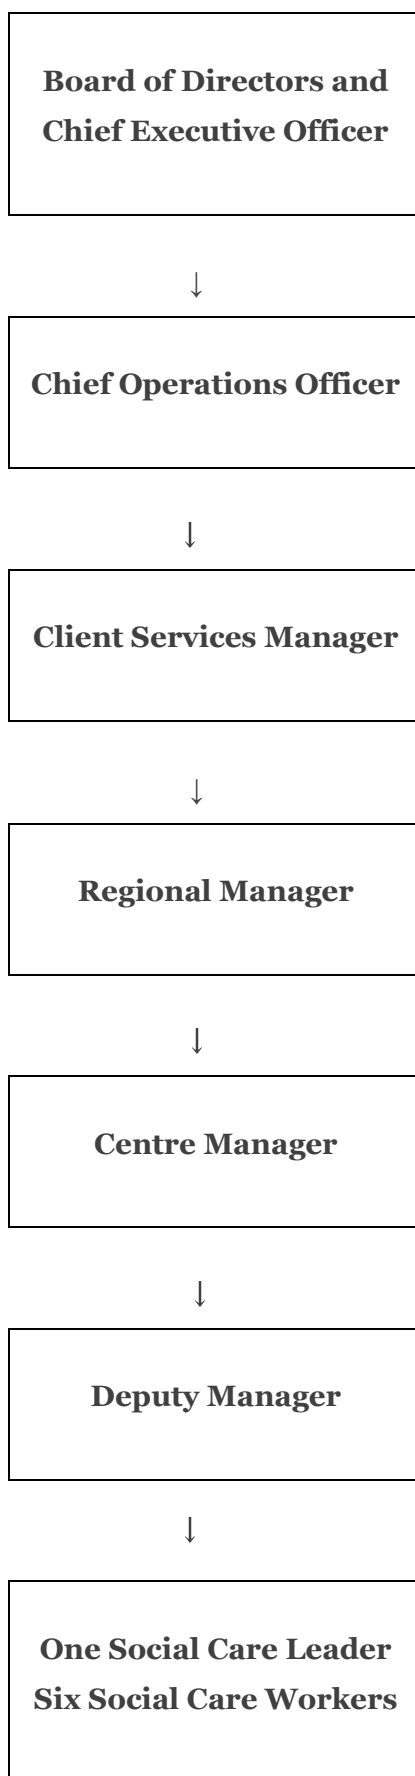 Board of Directors and
Chief Executive Officer
↓
Chief Operations Officer
↓
Client Services Manager
↓
Regional Manager
↓
Centre Manager
↓
Deputy Manager
↓
One Social Care Leader
Six Social Care Workers